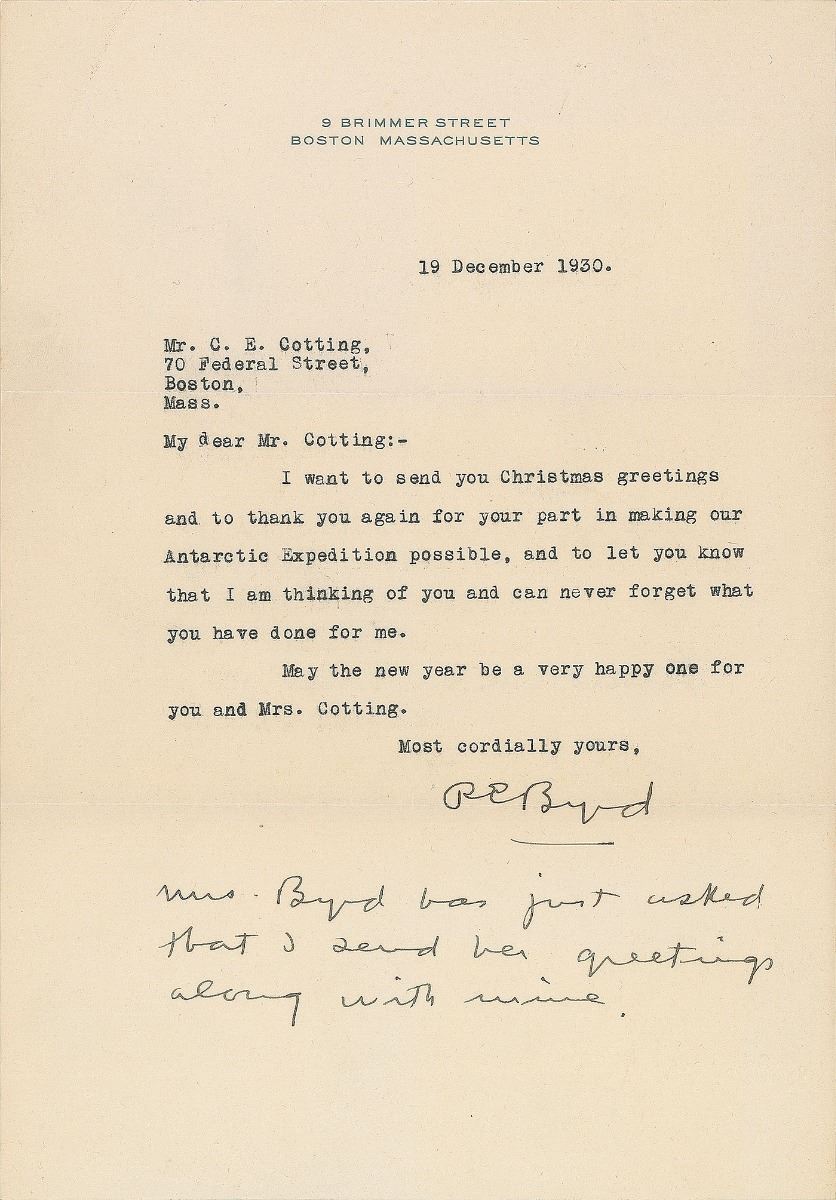 9 BRIMMER STREET
BOSTON MASSACHUSETTS
19 December 1930.
Mr. C. E. Cotting,
70 Federal Street,
Boston,
Mass.
My dear Mr. Cotting:-
I want to send you Christmas greetings
and to thank you again for your part in making our
Antarctic Expedition possible, and to let you know
that I am thinking of you and can never forget what
you have done for me.
May the new year be a very happy one for
you and Mrs. Cotting.
Most cordially yours,
R E Byrd
Mrs. Byrd has just asked
that I send her greetings
along with mine.